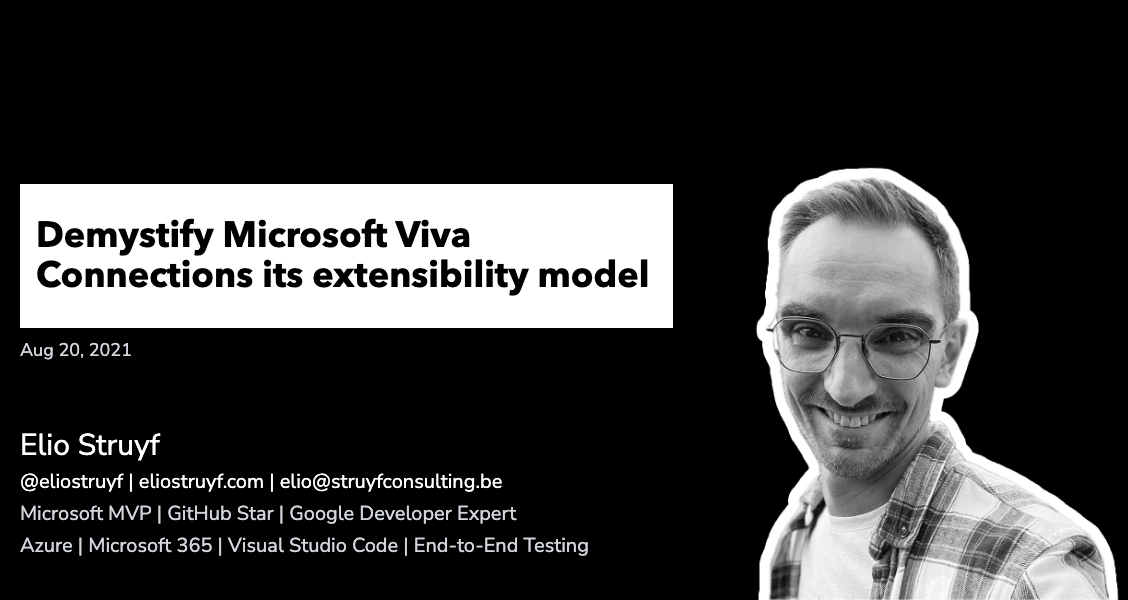 Demystify Microsoft Viva
Connections its extensibility model
Aug 20, 2021
Elio Struyf
@eliostruyf | eliostruyf.com | elio@struyfconsulting.be
Microsoft MVP | GitHub Star | Google Developer Expert
Azure | Microsoft 365 | Visual Studio Code | End-to-End Testing